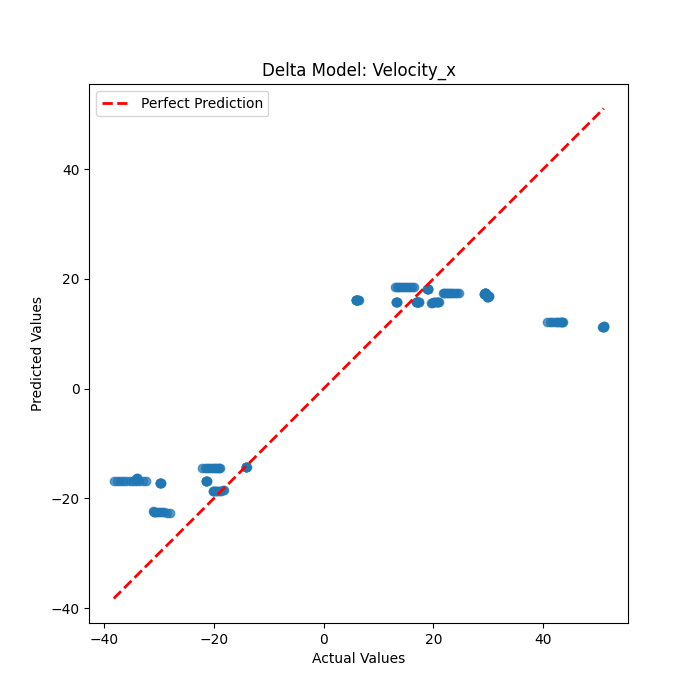 Delta Model: Velocity_x
Perfect Prediction
40
20
0
−20
−40
Predicted Values
−40
−20
0
20
40
Actual Values